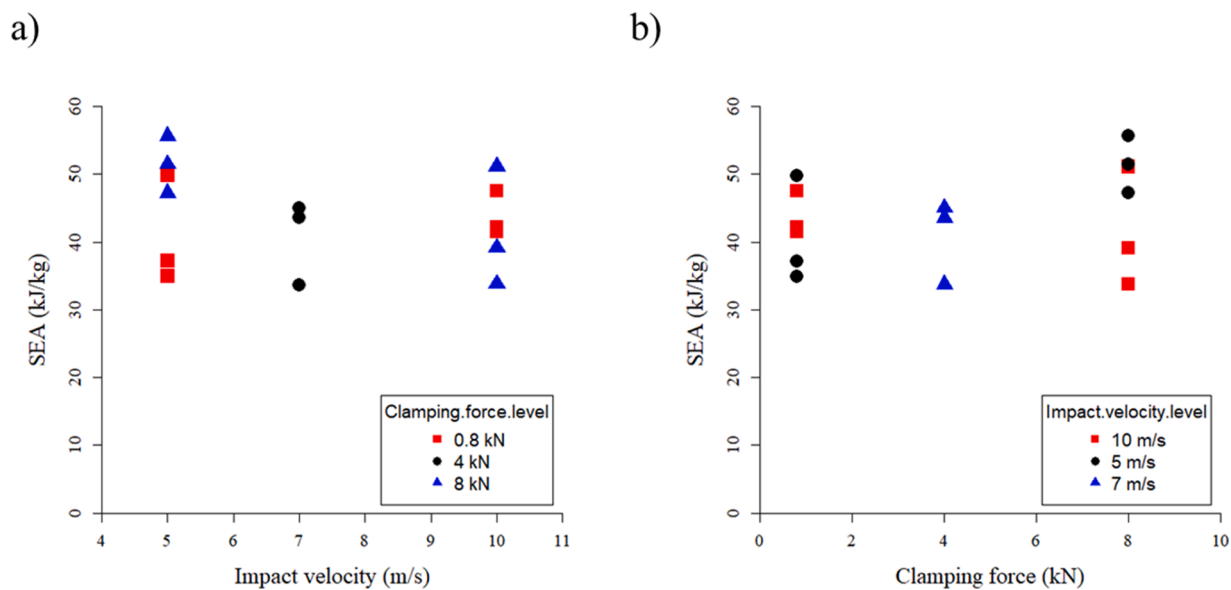 a)
SEA (kJ/kg)
60
50
40
30
20
10
0
4 5 6 7 8 9 10 11
Impact velocity (m/s)
Clamping.force.level
0.8 kN
4 kN
8 kN
b)
SEA (kJ/kg)
60
50
40
30
20
10
0
0 2 4 6 8 10
Clamping force (kN)
Impact.velocity.level
10 m/s
5 m/s
7 m/s